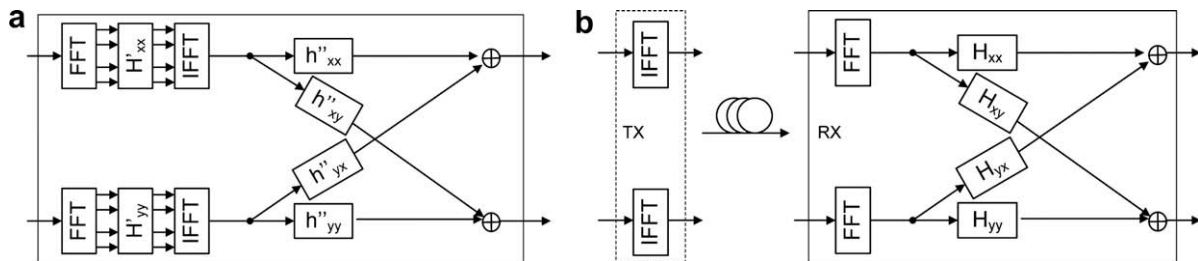 a
FFT
H'xx
IFFT
h"xx
h"xy
h"yx
FFT
H'yy
IFFT
h"yy
b
IFFT
TX
IFFT
RX
FFT
Hxx
Hxy
Hyx
FFT
Hyy